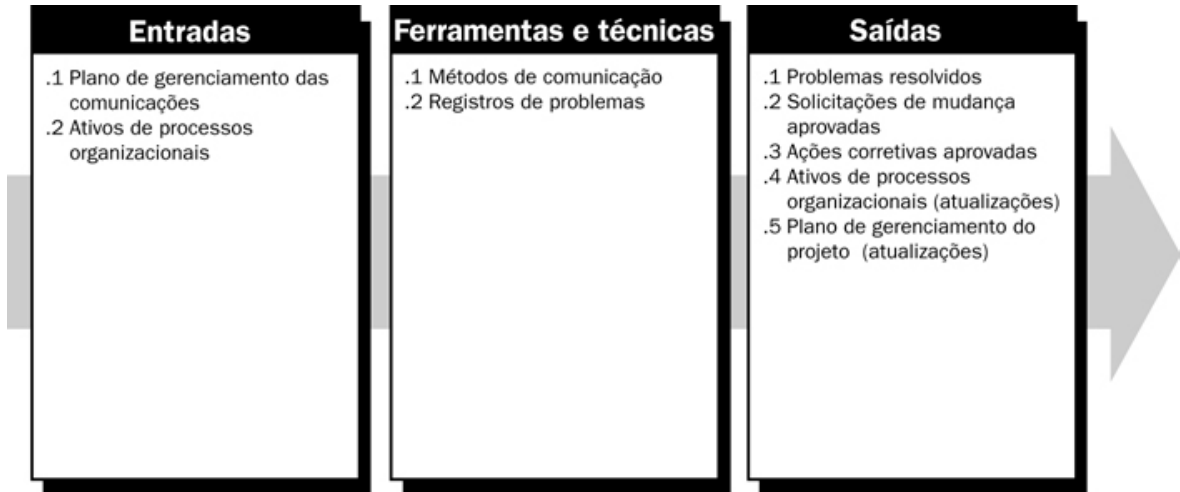 Entradas
.1 Plano de gerenciamento das
comunicações
.2 Ativos de processos
organizacionais
Ferramentas e técnicas
.1 Métodos de comunicação
.2 Registros de problemas
Saídas
.1 Problemas resolvidos
.2 Solicitações de mudança
aprovadas
.3 Ações corretivas aprovadas
.4 Ativos de processos
organizacionais (atualizações)
.5 Plano de gerenciamento do
projeto (atualizações)